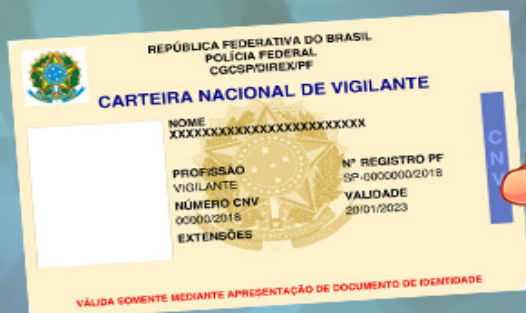 REPÚBLICA FEDERATIVA DO BRASIL
POLÍCIA FEDERAL
CGCSP/DIREX/PF
CARTEIRA NACIONAL DE VIGILANTE
NOME
XXXXXXXXXXXXXXXXXXXXXXXX
PROFISSÃO
VIGILANTE
Nº REGISTRO PF
SP-0000000/2018
NÚMERO CNV
00000/2018
VALIDADE
20/01/2023
EXTENSÕES
CNV
VÁLIDA SOMENTE MEDIANTE APRESENTAÇÃO DE DOCUMENTO DE IDENTIDADE